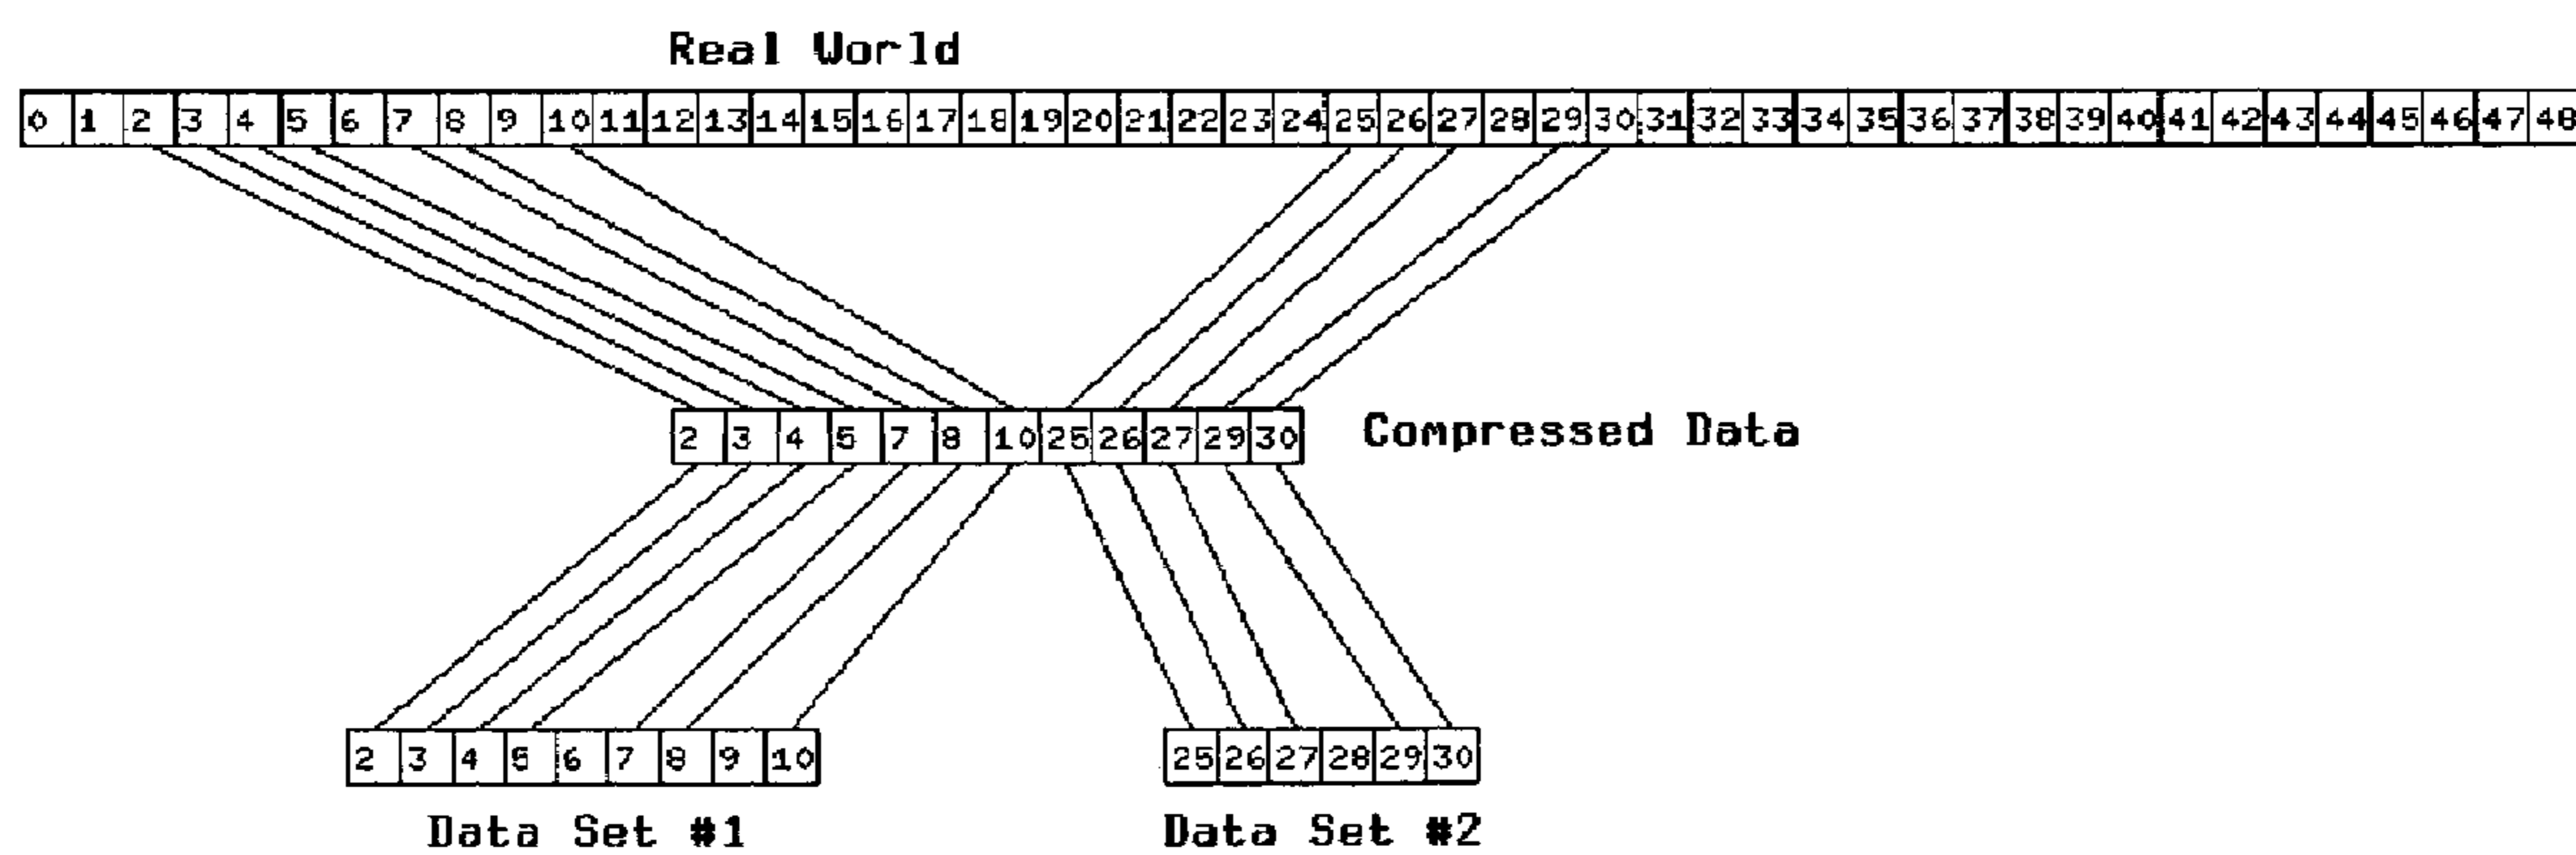 Real World
0 1 2 3 4 5 6 7 8 9 10 11 12 13 14 15 16 17 18 19 20 21 22 23 24 25 26 27 28 29 30 31 32 33 34 35 36 37 38 39 40 41 42 43 44 45 46 47 48
2 3 4 5 7 8 10 25 26 27 29 30 Compressed Data
2 3 4 5 6 7 8 9 10 25 26 27 28 29 30
Data Set #1 Data Set #2